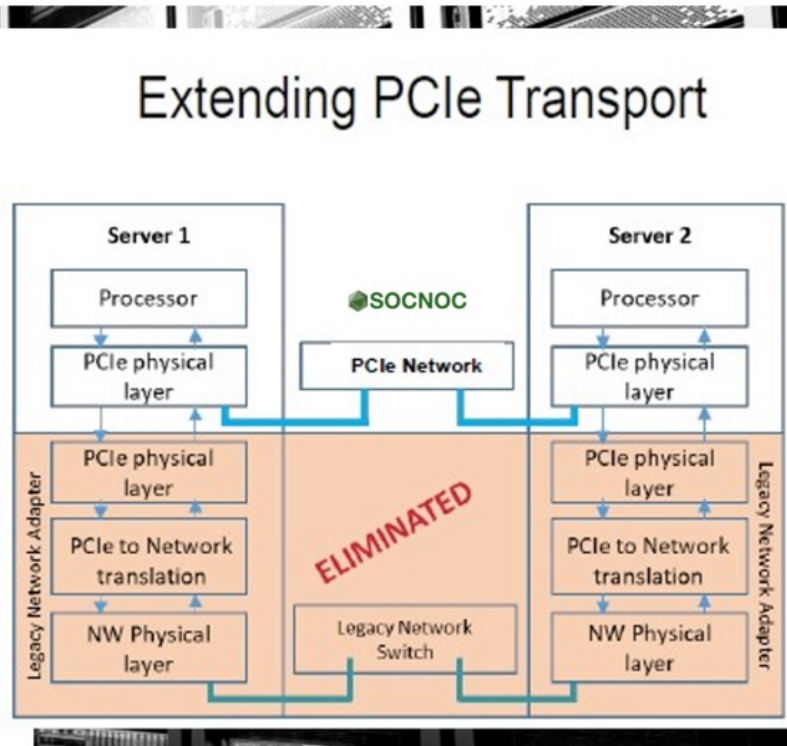 Extending PCIe Transport
Server 1
Processor
PCIe physical
layer
PCIe physical
layer
PCIe to Network
translation
NW Physical
layer
Legacy Network Adapter
SOCNOC
PCIe Network
ELIMINATED
Legacy Network
Switch
Server 2
Processor
PCIe physical
layer
PCIe physical
layer
PCIe to Network
translation
NW Physical
layer
Legacy Network Adapter